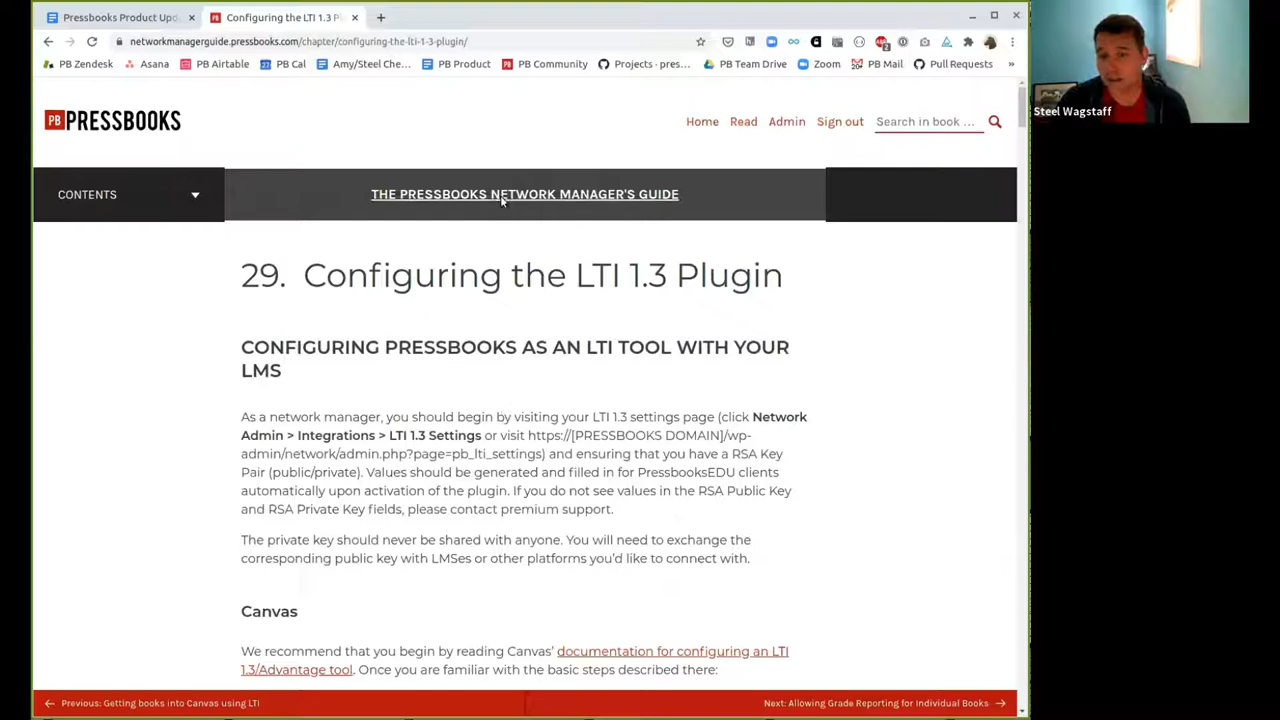 Pressbooks Product Upd
Configuring the LTI 1.3 P
networkmanagerguide.pressbooks.com/chapter/configuring-the-lti-1-3-plugin/
PB Zendesk
Asana
PB Airtable
PB Cal
Amy/Steel Che...
PB Product
PB Community
Projects · pres...
PB Team Drive
Zoom
PB Mail
Pull Requests
»
PB PRESSBOOKS
Home Read Admin Sign out Search in book ...
CONTENTS
THE PRESSBOOKS NETWORK MANAGER'S GUIDE
29. Configuring the LTI 1.3 Plugin
CONFIGURING PRESSBOOKS AS AN LTI TOOL WITH YOUR
LMS
As a network manager, you should begin by visiting your LTI 1.3 settings page (click Network
Admin > Integrations > LTI 1.3 Settings or visit https://[PRESSBOOKS DOMAIN]/wp-
admin/network/admin.php?page=pb_lti_settings) and ensuring that you have a RSA Key
Pair (public/private). Values should be generated and filled in for PressbooksEDU clients
automatically upon activation of the plugin. If you do not see values in the RSA Public Key
and RSA Private Key fields, please contact premium support.
The private key should never be shared with anyone. You will need to exchange the
corresponding public key with LMSes or other platforms you'd like to connect with.
Canvas
We recommend that you begin by reading Canvas' documentation for configuring an LTI
1.3/Advantage tool. Once you are familiar with the basic steps described there:
← Previous: Getting books into Canvas using LTI
Next: Allowing Grade Reporting for Individual Books →
Steel Wagstaff